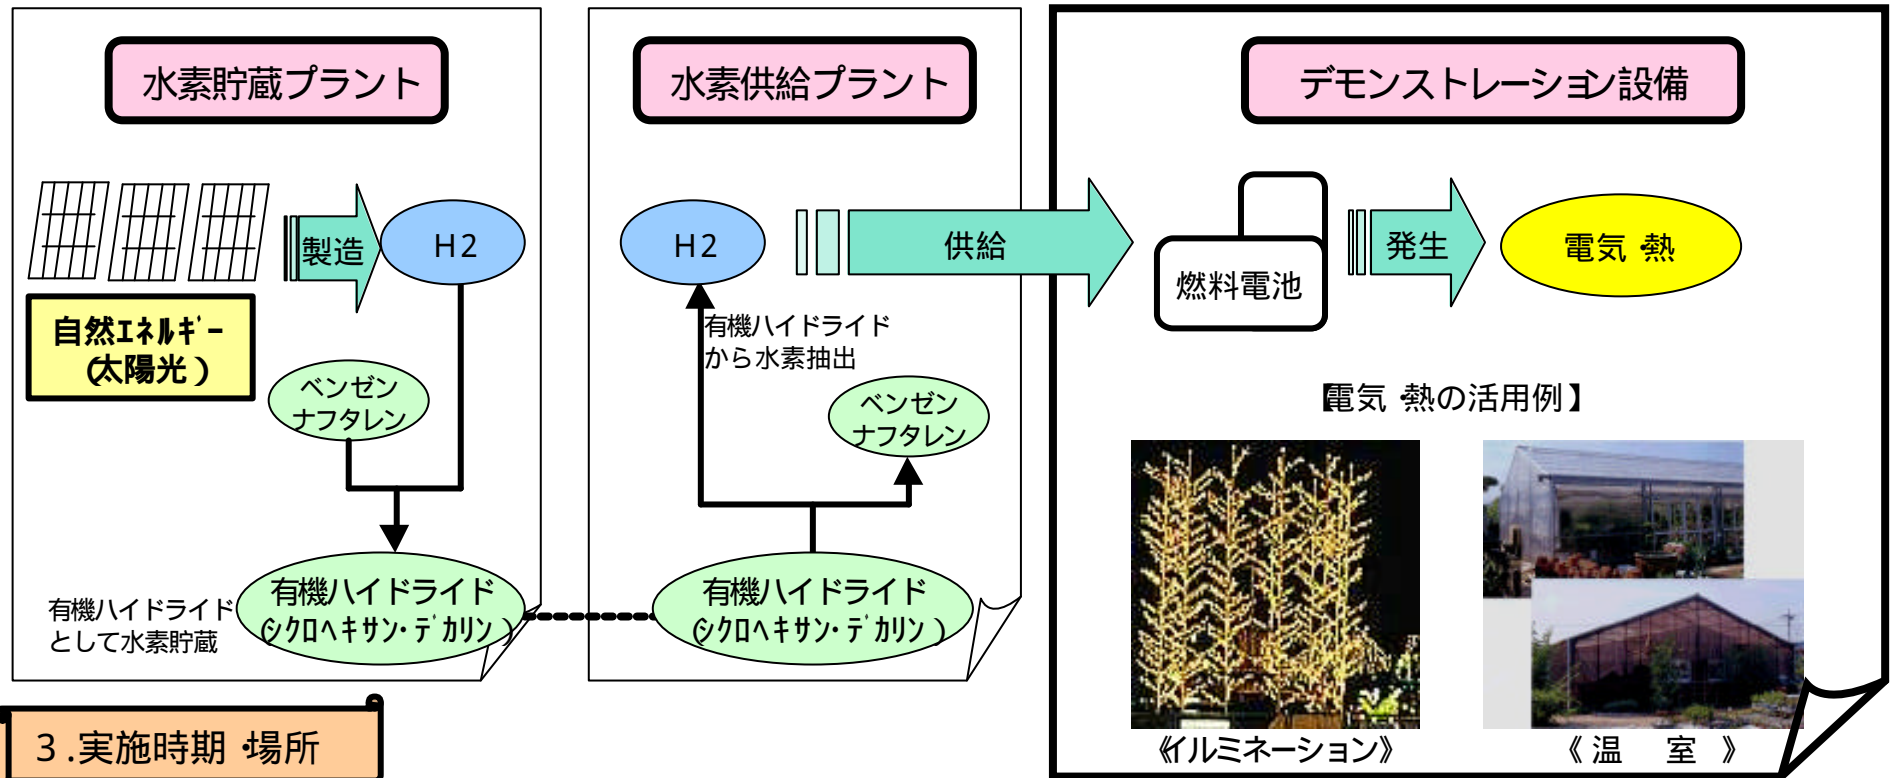 水素貯蔵プラント
製造
H2
自然エネルギー
(太陽光)
ベンゼン
ナフタレン
有機ハイドライド
として水素貯蔵
有機ハイドライド
(シクロヘキサン・デカリン)
水素供給プラント
H2
供給
有機ハイドライド
から水素抽出
ベンゼン
ナフタレン
有機ハイドライド
(シクロヘキサン・デカリン)
デモンストレーション設備
燃料電池
発生
電気・熱
【電気・熱の活用例】
《イルミネーション》
《温 室》
3.実施時期・場所